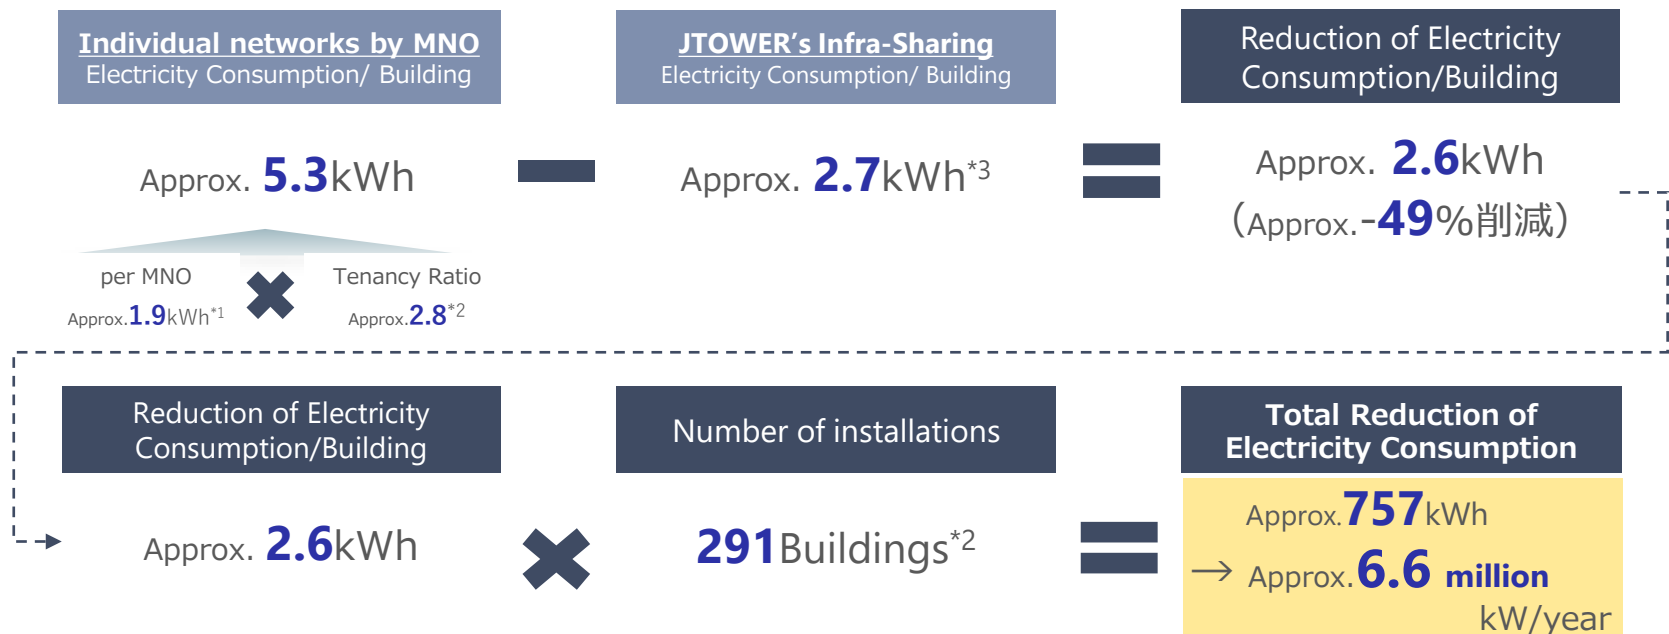 Individual networks by MNO
Electricity Consumption/ Building
JTOWER's Infra-Sharing
Electricity Consumption/ Building
Reduction of Electricity
Consumption/Building
Approx. 5.3kWh
Approx. 2.7kWh*3
Approx. 2.6kWh
(Approx.-49%削減)
per MNO
Approx.1.9kWh*1
Tenancy Ratio
Approx.2.8*2
Reduction of Electricity
Consumption/Building
Number of installations
Total Reduction of
Electricity Consumption
Approx. 2.6kWh
291Buildings*2
Approx.757kWh
→ Approx.6.6 million
kW/year